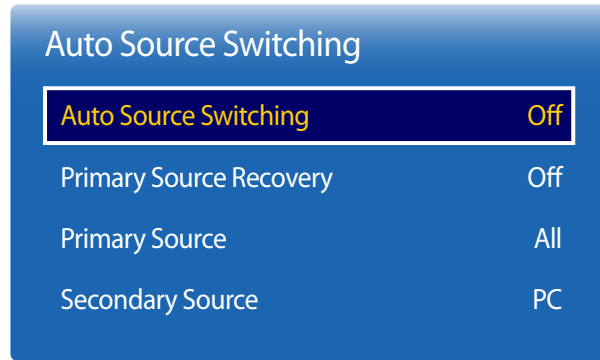 Auto Source Switching
Auto Source Switching Off
Primary Source Recovery Off
Primary Source All
Secondary Source PC